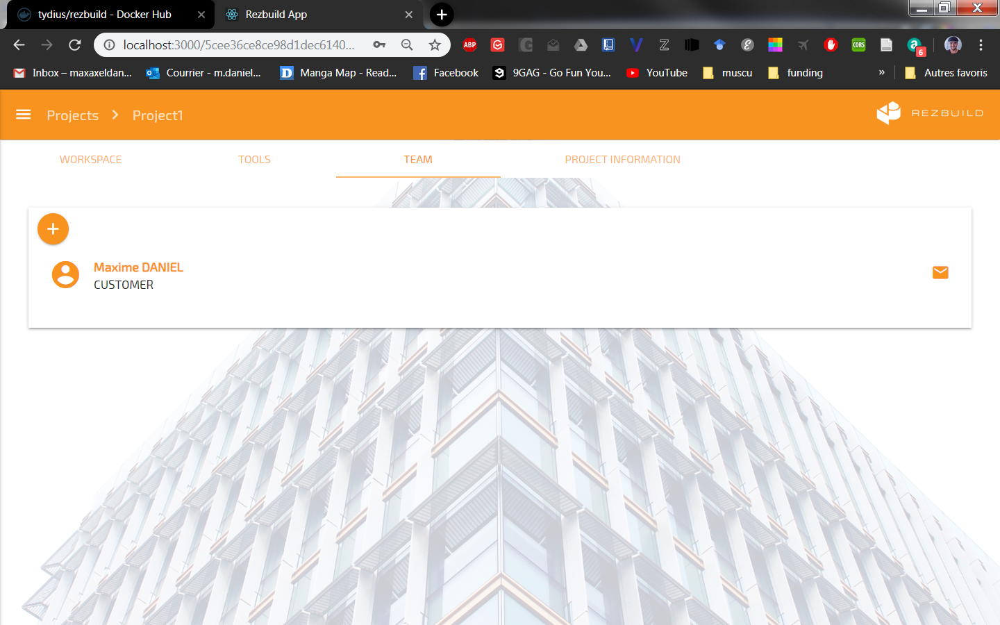 tydius/rezbuild - Docker Hub
Rezbuild App
localhost:3000/5cee36ce8ce98d1dec6140...
ABP
CORS
6
Inbox – maxaxeldan...
Courrier - m.daniel...
Manga Map - Read...
Facebook
9GAG - Go Fun You...
YouTube
muscu
funding
»
Autres favoris
Projects
Project1
REZBUILD
WORKSPACE
TOOLS
TEAM
PROJECT INFORMATION
Maxime DANIEL
CUSTOMER